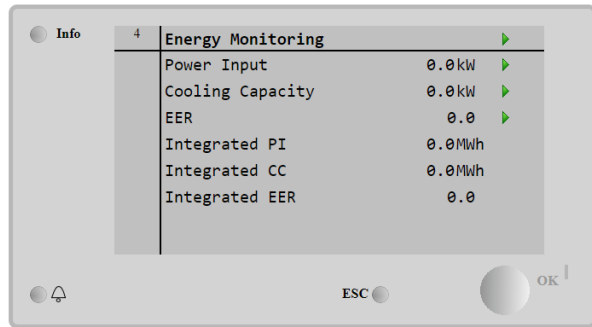 Info
4 Energy Monitoring
Power Input 0.0kW
Cooling Capacity 0.0kW
EER 0.0
Integrated PI 0.0MWh
Integrated CC 0.0MWh
Integrated EER 0.0
ESC OK